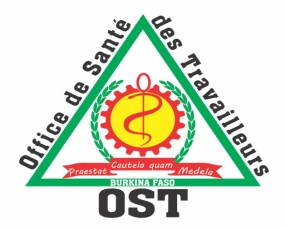 Office de Santé des Travailleurs
Praestat Cautela quam Medela
BURKINA FASO
OST